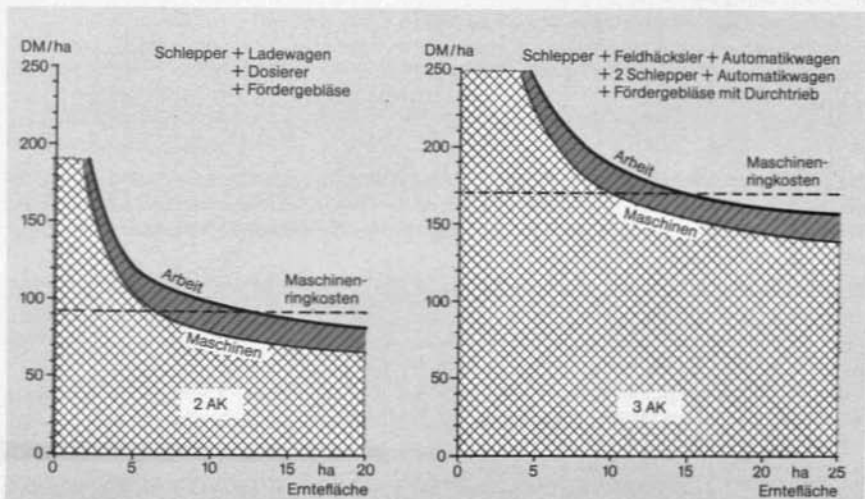 DM/ha
250
200
150
100
50
0
Schlepper + Ladewagen
+ Dosierer
+ Fördergebläse
Arbeit
Maschinen-
ringkosten
Maschinen
2 AK
0 5 10 ha 20
Erntefläche
DM/ha
250
200
150
100
50
0
Schlepper + Feldhäcksler + Automatikwagen
+ 2 Schlepper + Automatikwagen
+ Fördergebläse mit Durchtrieb
Arbeit
Maschinen-
ringkosten
Maschinen
3 AK
0 5 10 15 20 ha 25
Erntefläche